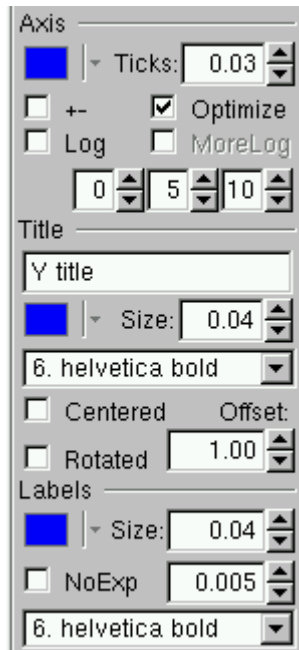 Axis
Ticks: 0.03
+- Optimize
Log MoreLog
0 5 10
Title
Y title
Size: 0.04
6. helvetica bold
Centered Offset:
Rotated 1.00
Labels
Size: 0.04
NoExp 0.005
6. helvetica bold